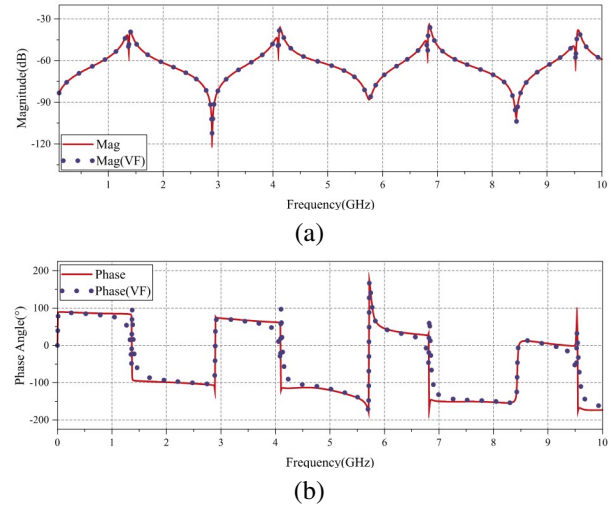 -30
-60
-90
-120
Magnitude(dB)
Mag
Mag(VF)
0 1 2 3 4 5 6 7 8 9 10
Frequency(GHz)
(a)
200
100
0
-100
-200
Phase Angle(°)
Phase
Phase(VF)
0 1 2 3 4 5 6 7 8 9 10
Frequency(GHz)
(b)